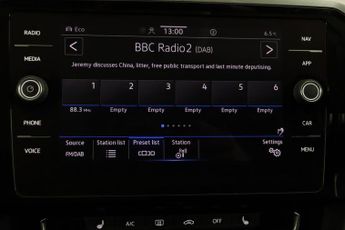 RADIO
MEDIA
PHONE
VOICE
Eco
13:00
6.5
BBC Radio2 (DAB)
Jeremy discusses China, litter, free public transport and last minute deputising.
1 2 3 4 5 6
88.3 MHz Empty Empty Empty Empty Empty
Source Station list Preset list Station Settings
FM/DAB
NAV
APP
CAR
MENU
A/C OFF